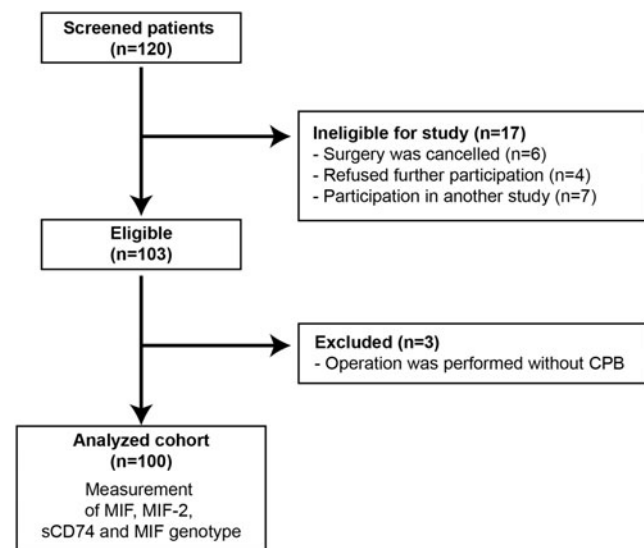 Screened patients
(n=120)
Ineligible for study (n=17)
- Surgery was cancelled (n=6)
- Refused further participation (n=4)
- Participation in another study (n=7)
Eligible
(n=103)
Excluded (n=3)
- Operation was performed without CPB
Analyzed cohort
(n=100)
Measurement
of MIF, MIF-2,
sCD74 and MIF genotype